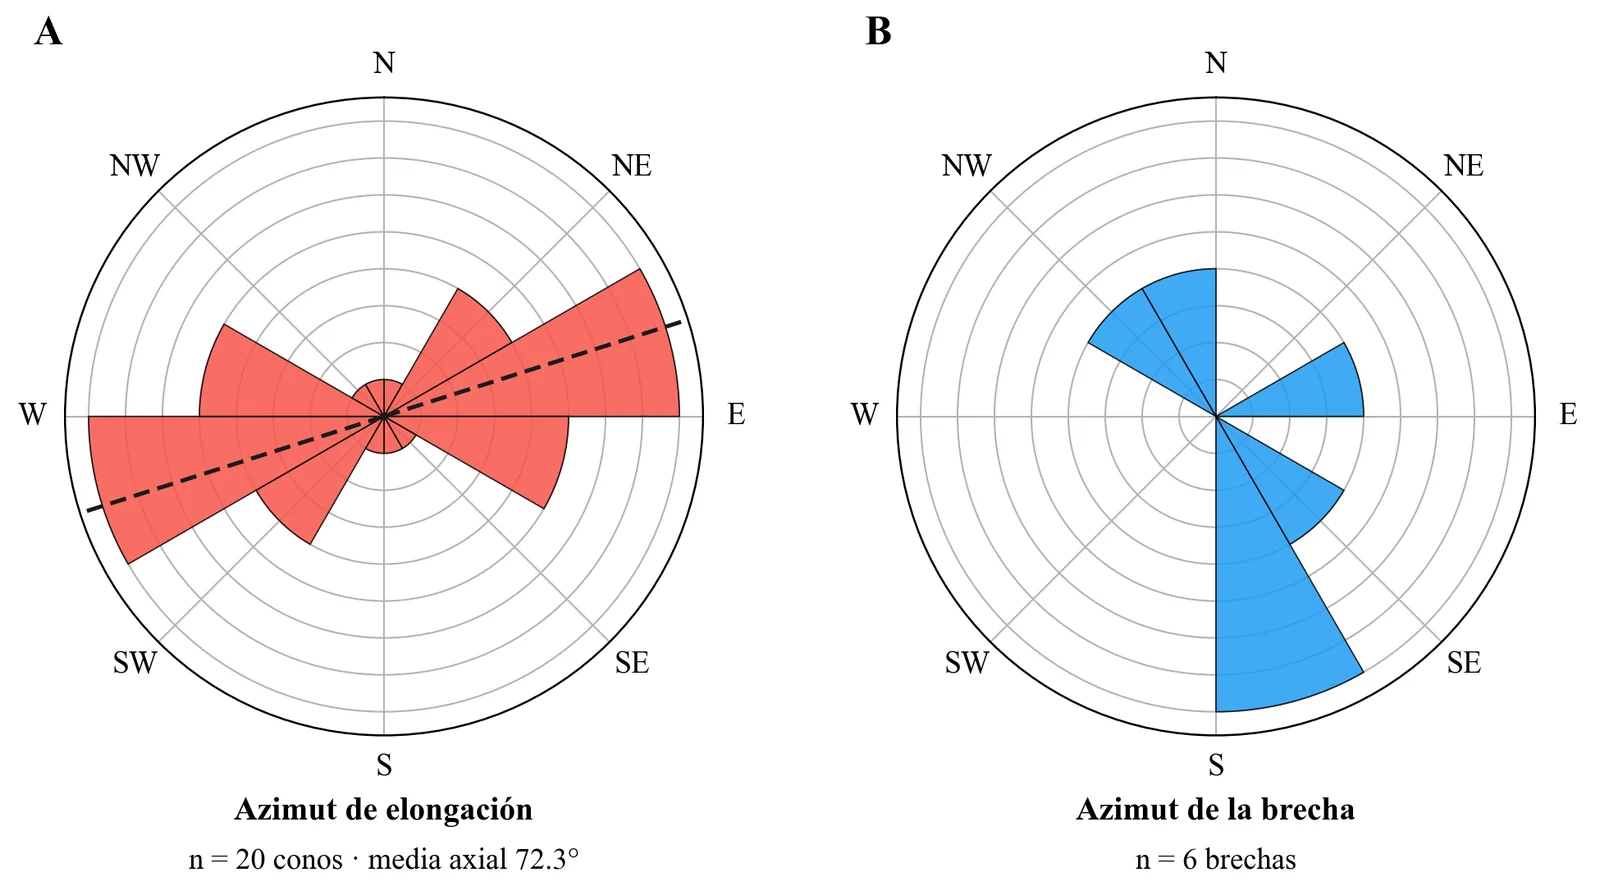 A
N
NW
NE
W
E
SW
SE
S
Azimut de elongación
n = 20 conos · media axial 72.3°
B
N
NW
NE
W
E
SW
SE
S
Azimut de la brecha
n = 6 brechas